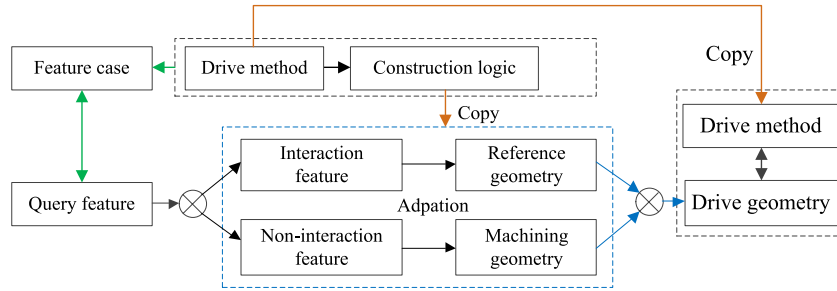 Feature case
Drive method
Construction logic
Copy
Copy
Drive method
Drive geometry
Query feature
Interaction
feature
Reference
geometry
Adpation
Non-interaction
feature
Machining
geometry